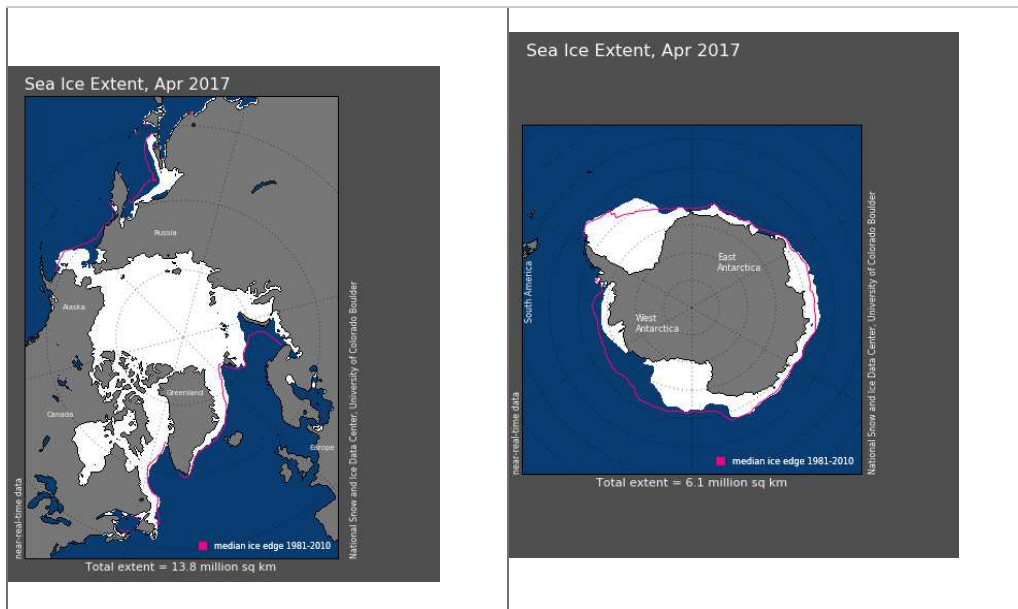 Sea Ice Extent, Apr 2017
Russia
Alaska
Greenland
Canada
Europe
near-real-time data
National Snow and Ice Data Center, University of Colorado Boulder
median ice edge 1981-2010
Total extent = 13.8 million sq km
Sea Ice Extent, Apr 2017
South America
East
Antarctica
West
Antarctica
near-real-time data
National Snow and Ice Data Center, University of Colorado Boulder
median ice edge 1981-2010
Total extent = 6.1 million sq km